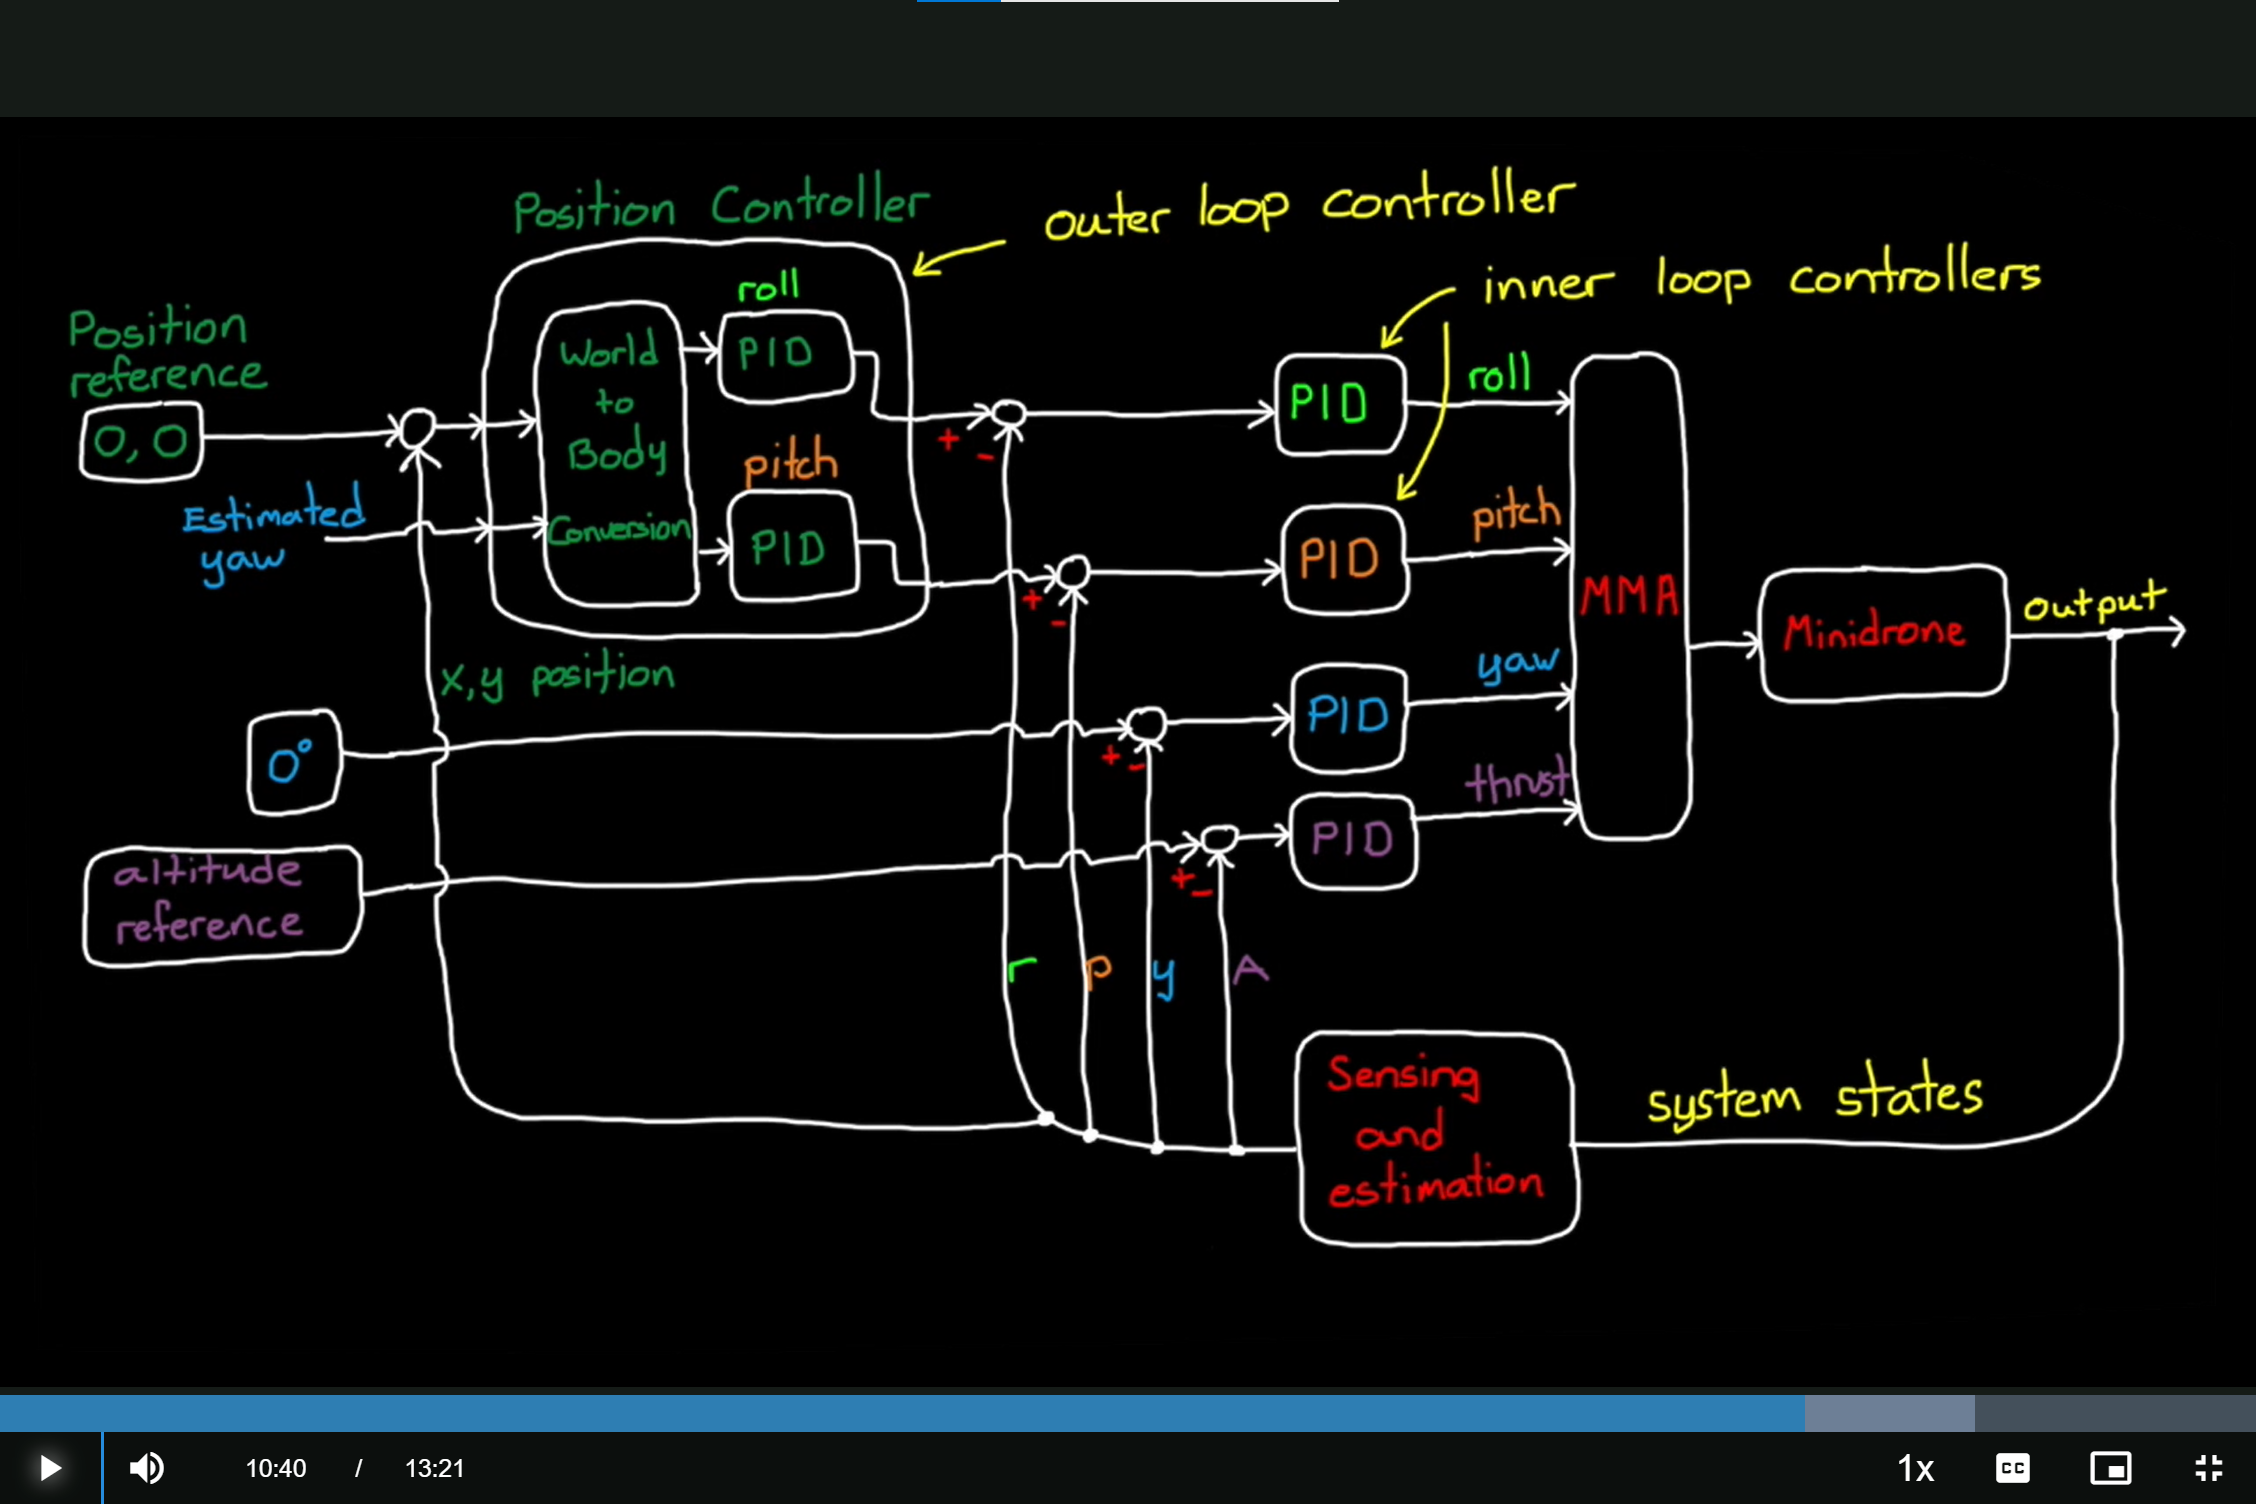 Position Controller
outer loop controller
inner loop controllers
Position
reference
0, 0
Estimated
yaw
World
to
Body
Conversion
roll
PID
pitch
PID
+
-
+
-
x, y position
0°
+
-
altitude
reference
+
-
PID
roll
PID
pitch
PID
yaw
PID
thrust
MMA
Minidrone
output
r
p
y
A
Sensing
and
estimation
system states
10:40 / 13:21
1x
CC